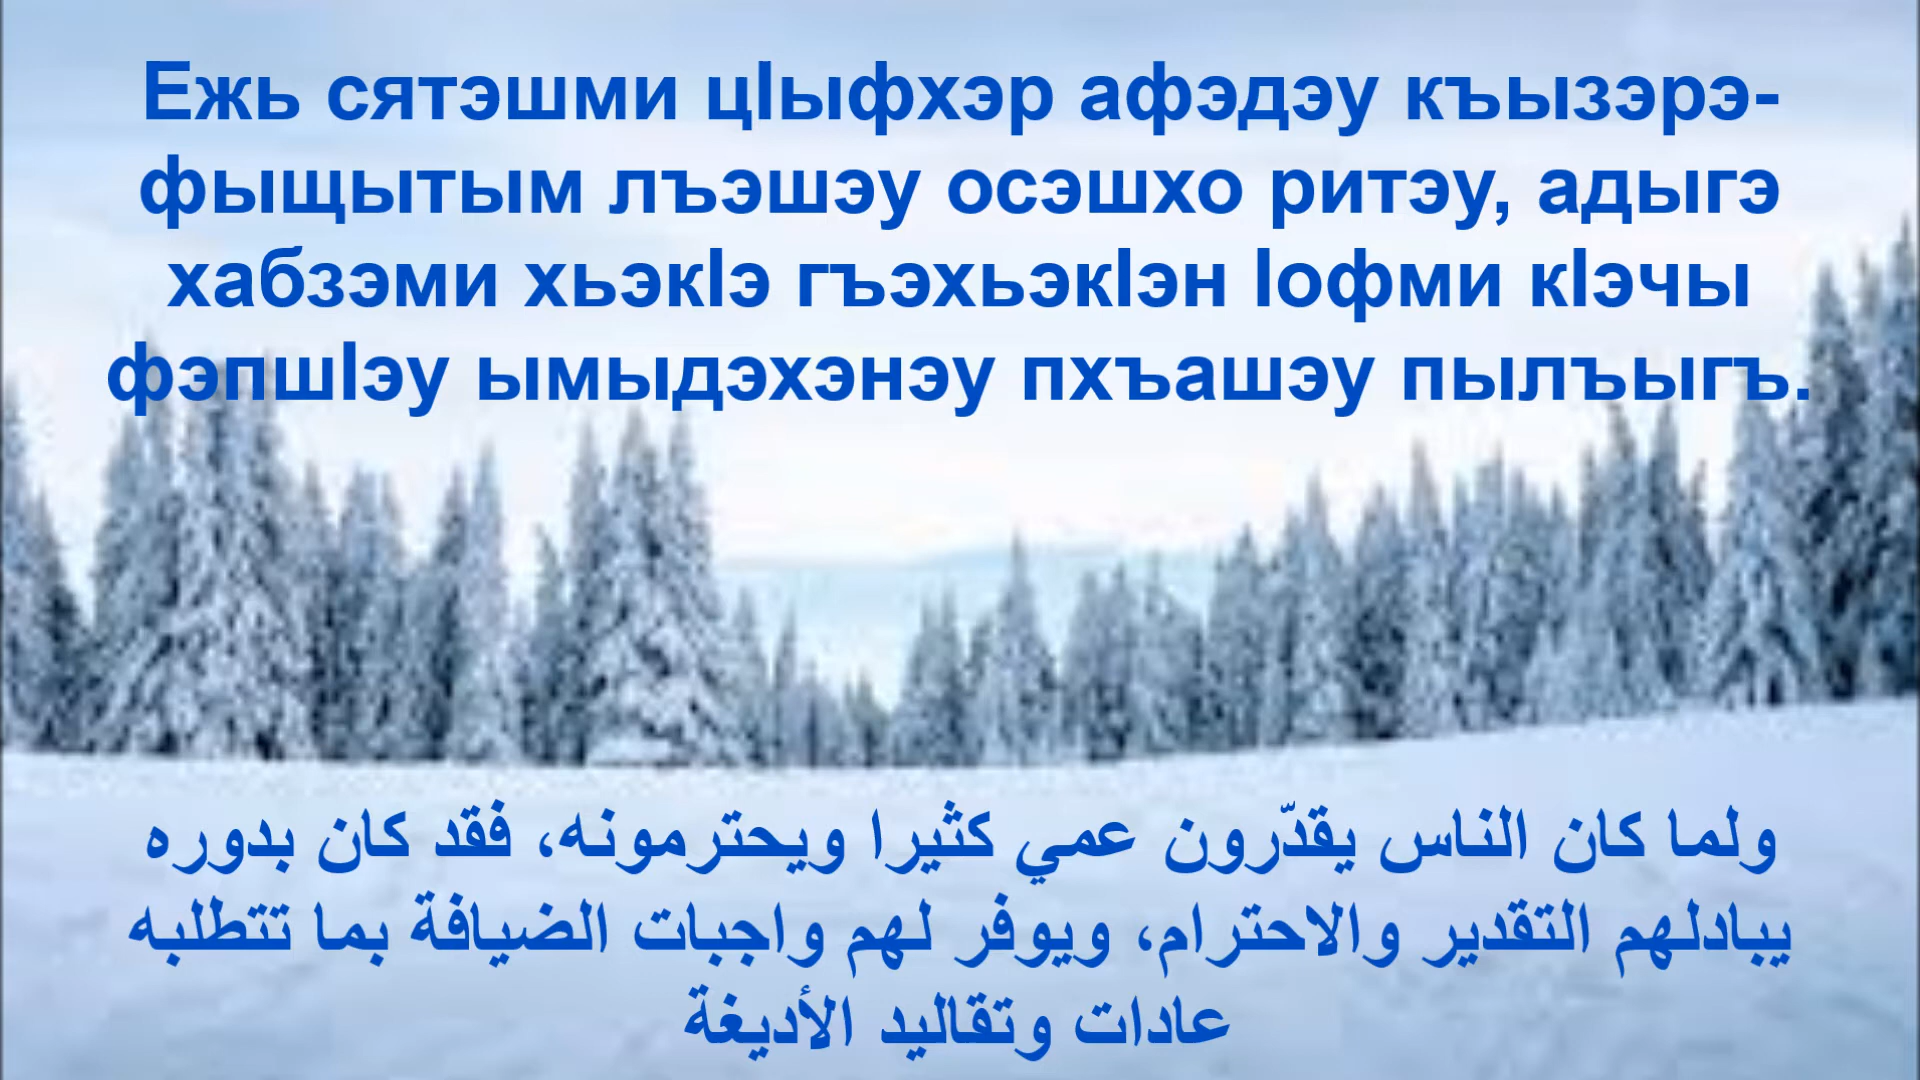 Ежь сятэшми цӏыфхэр афэдэу къызэрэ-
фыщытым лъэшэу осэшхо ритэу, адыгэ
хабзэми хьэкӏэ гъэхьэкӏэн ӏофми кӏэчы
фэпшӏэу ымыдэхэнэу пхъашэу пылъыгъ.
ولما كان الناس يقدّرون عمي كثيرا ويحترمونه، فقد كان بدوره
يبادلهم التقدير والاحترام، ويوفر لهم واجبات الضيافة بما تتطلبه
عادات وتقاليد الأديغة